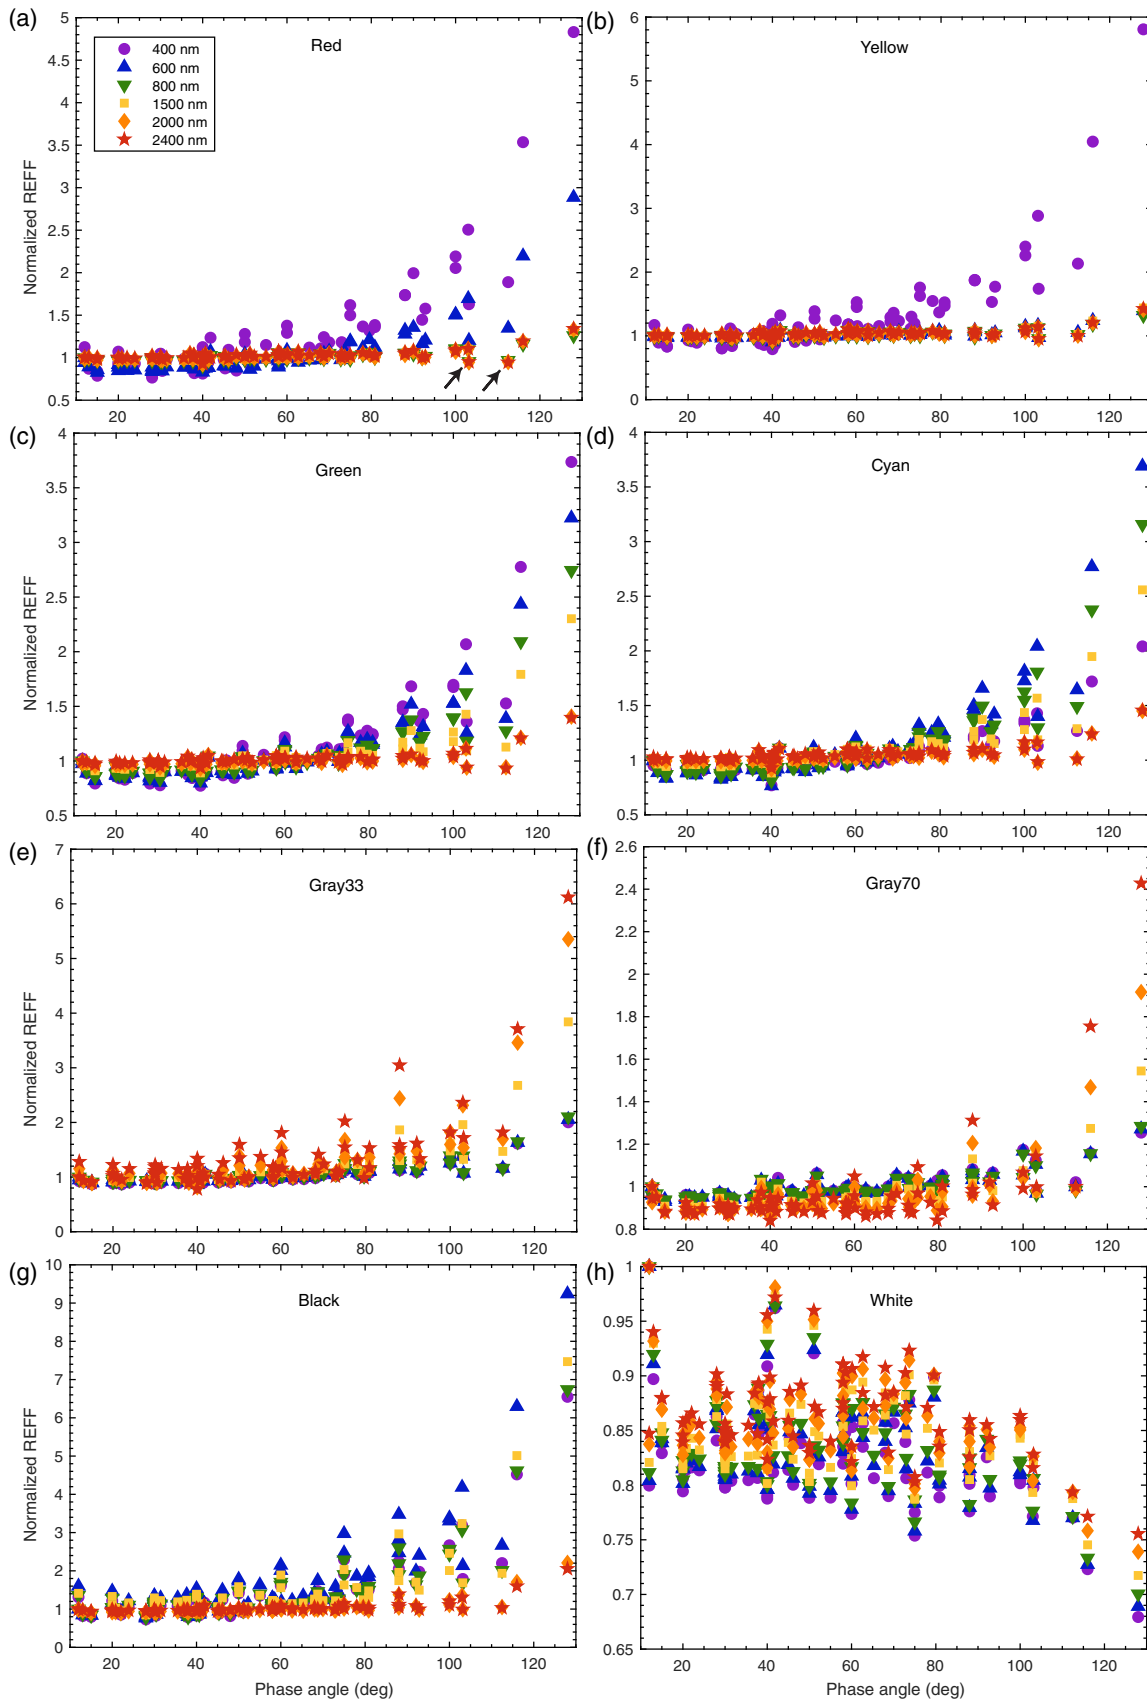 (a)
Red
400 nm
600 nm
800 nm
1500 nm
2000 nm
2400 nm
Normalized REFF
5
4.5
4
3.5
3
2.5
2
1.5
1
0.5
20 40 60 80 100 120
(b)
Yellow
6
5
4
3
2
1
0
20 40 60 80 100 120
(c)
Green
Normalized REFF
4
3.5
3
2.5
2
1.5
1
0.5
20 40 60 80 100 120
(d)
Cyan
4
3.5
3
2.5
2
1.5
1
0.5
20 40 60 80 100 120
(e)
Gray33
Normalized REFF
7
6
5
4
3
2
1
0
20 40 60 80 100 120
(f)
Gray70
2.6
2.4
2.2
2
1.8
1.6
1.4
1.2
1
0.8
20 40 60 80 100 120
(g)
Black
Normalized REFF
10
9
8
7
6
5
4
3
2
1
0
20 40 60 80 100 120
Phase angle (deg)
(h)
White
1
0.95
0.9
0.85
0.8
0.75
0.7
0.65
20 40 60 80 100 120
Phase angle (deg)